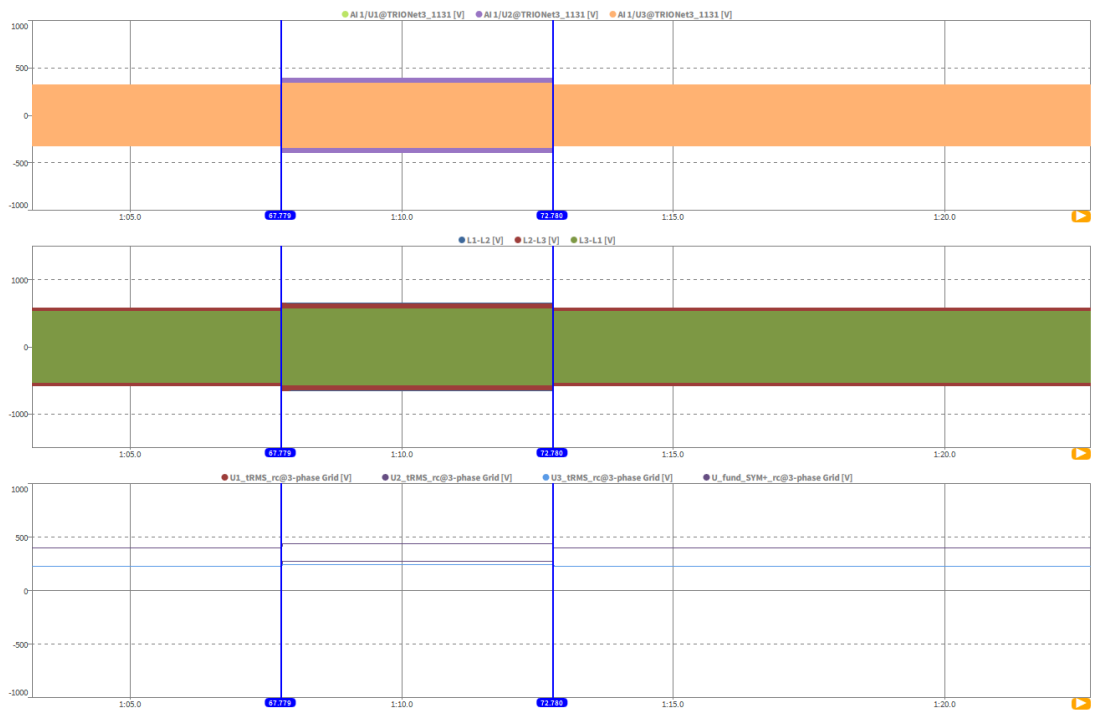 AI 1/U1@TRIONet3_1131 [V] AI 1/U2@TRIONet3_1131 [V] AI 1/U3@TRIONet3_1131 [V]
1000
500
0
-500
-1000
1:05.0 67.779 1:10.0 72.780 1:15.0 1:20.0
L1-L2 [V] L2-L3 [V] L3-L1 [V]
1000
0
-1000
1:05.0 67.779 1:10.0 72.780 1:15.0 1:20.0
U1_tRMS_rc@3-phase Grid [V] U2_tRMS_rc@3-phase Grid [V] U3_tRMS_rc@3-phase Grid [V] U_fund_SYM+_rc@3-phase Grid [V]
1000
500
0
-500
-1000
1:05.0 67.779 1:10.0 72.780 1:15.0 1:20.0